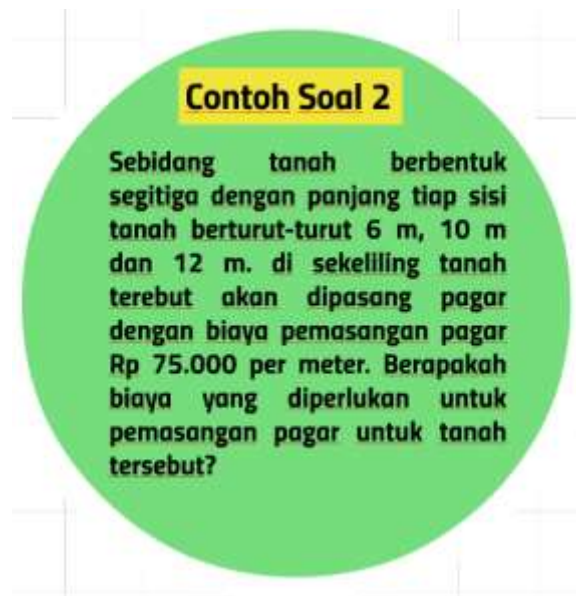 Contoh Soal 2
Sebidang tanah berbentuk
segitiga dengan panjang tiap sisi
tanah berturut-turut 6 m, 10 m
dan 12 m. di sekeliling tanah
terebut akan dipasang pagar
dengan biaya pemasangan pagar
Rp 75.000 per meter. Berapakah
biaya yang diperlukan untuk
pemasangan pagar untuk tanah
tersebut?